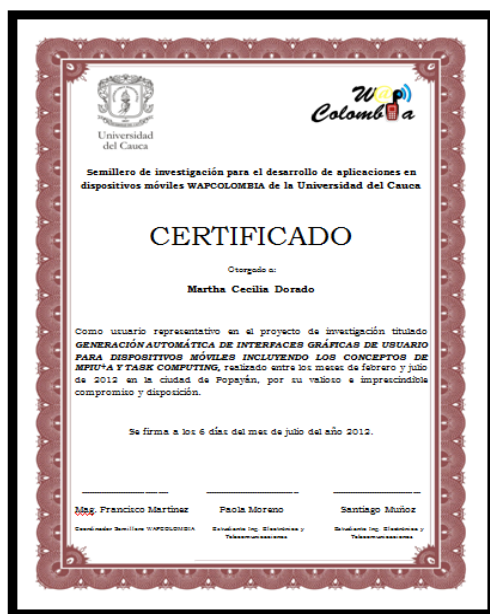 Universidad
del Cauca
W@p
Colombia
Semillero de investigación para el desarrollo de aplicaciones en
dispositivos móviles WAPCOLOMBIA de la Universidad del Cauca
CERTIFICADO
Otorgado a:
Martha Cecilia Dorado
Como usuario representativo en el proyecto de investigación titulado
GENERACIÓN AUTOMÁTICA DE INTERFACES GRÁFICAS DE USUARIO
PARA DISPOSITIVOS MÓVILES INCLUYENDO LOS CONCEPTOS DE
MPIU+A Y TASK COMPUTING, realizado entre los meses de febrero y julio
de 2012 en la ciudad de Popayán, por su valioso e imprescindible
compromiso y disposición.
Se firma a los 6 días del mes de julio del año 2012.
Mag. Francisco Martínez Paola Moreno Santiago Muñoz
Coordinador Semillero WAPCOLOMBIA Estudiante Ing. Electrónica y Estudiante Ing. Electrónica y
Telecomunicaciones Telecomunicaciones